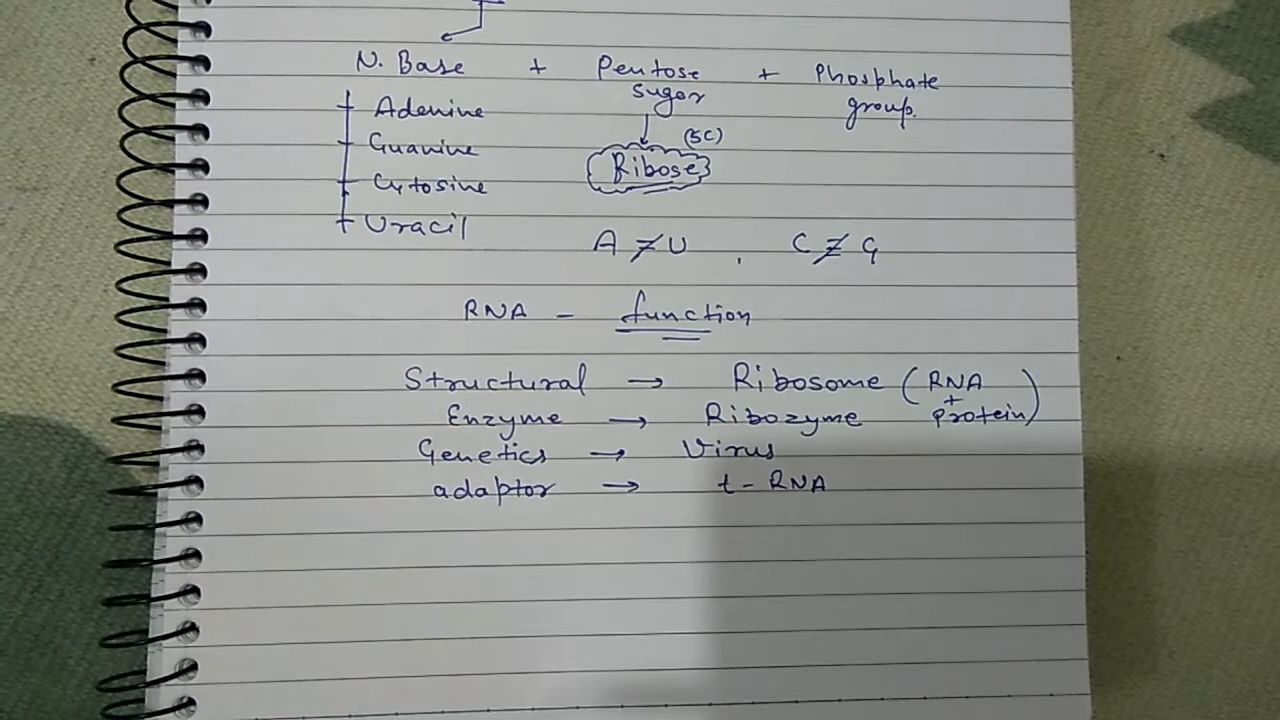 N. Base + Pentose sugar + Phosphate group.
Adenine
Guanine
Cytosine
Uracil
(5C)
Ribose
A ≠ U , C ≠ G
RNA - function
Structural → Ribosome (RNA + protein)
Enzyme → Ribozyme
Genetics → Virus
adaptor → t-RNA